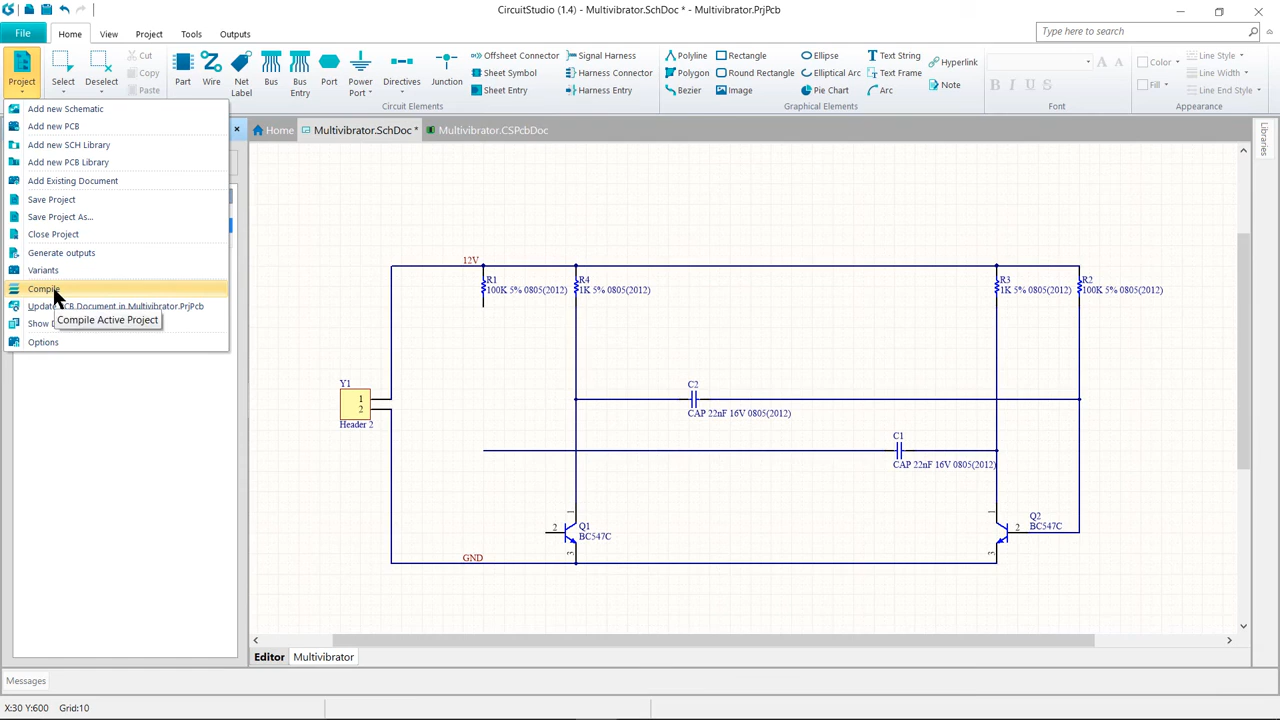 CircuitStudio (1.4) - Multivibrator.SchDoc * - Multivibrator.PrjPcb
File Home View Project Tools Outputs
Type here to search
Project Select Deselect Cut Copy Paste
Part Wire Net Label Bus Bus Entry Port Power Port Directives Junction
Offsheet Connector Signal Harness
Sheet Symbol Harness Connector
Sheet Entry Harness Entry
Circuit Elements
Polyline Rectangle Ellipse Text String Hyperlink
Polygon Round Rectangle Elliptical Arc Text Frame Note
Bezier Image Pie Chart Arc
Graphical Elements
A A
B I U S
Font
Color Line Style
Line Width
Fill Line End Style
Appearance
Add new Schematic
Add new PCB
Add new SCH Library
Add new PCB Library
Add Existing Document
Save Project
Save Project As...
Close Project
Generate outputs
Variants
Compile
Update PCB Document in Multivibrator.PrjPcb
Show
Compile Active Project
Options
Home Multivibrator.SchDoc * Multivibrator.CSPcbDoc
Libraries
12V
R1
100K 5% 0805(2012)
R4
1K 5% 0805(2012)
R3
1K 5% 0805(2012)
R2
100K 5% 0805(2012)
Y1
1
2
Header 2
C2
CAP 22nF 16V 0805(2012)
C1
CAP 22nF 16V 0805(2012)
1
2
3
Q1
BC547C
1
2
3
Q2
BC547C
GND
Editor Multivibrator
Messages
X:30 Y:600 Grid:10